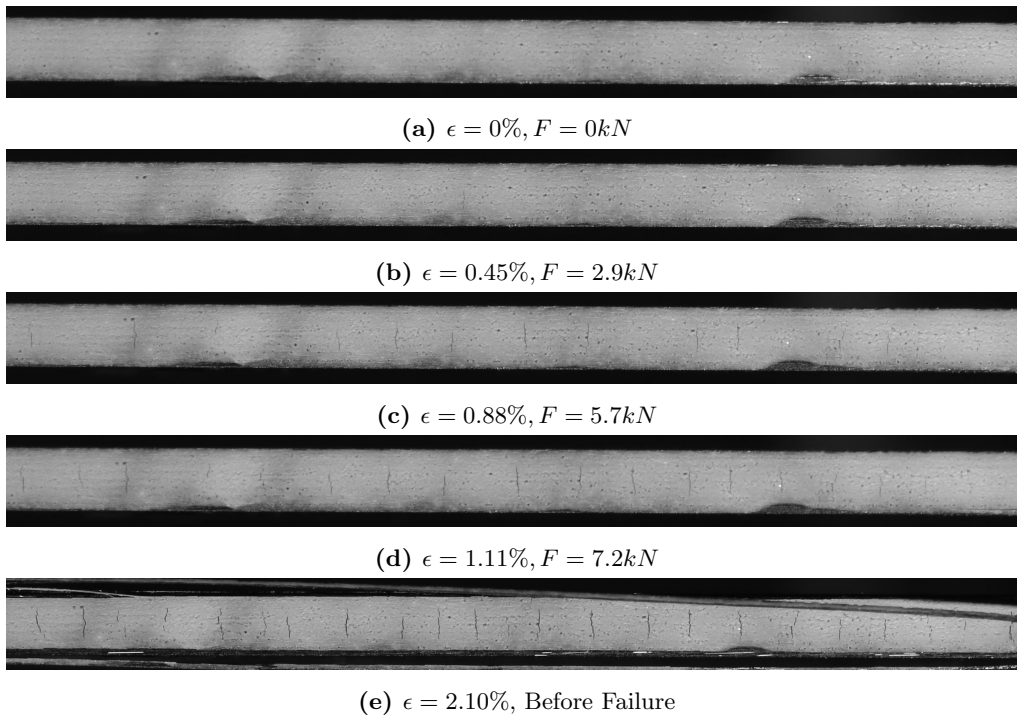 (a) ϵ = 0%, F = 0kN
(b) ϵ = 0.45%, F = 2.9kN
(c) ϵ = 0.88%, F = 5.7kN
(d) ϵ = 1.11%, F = 7.2kN
(e) ϵ = 2.10%, Before Failure